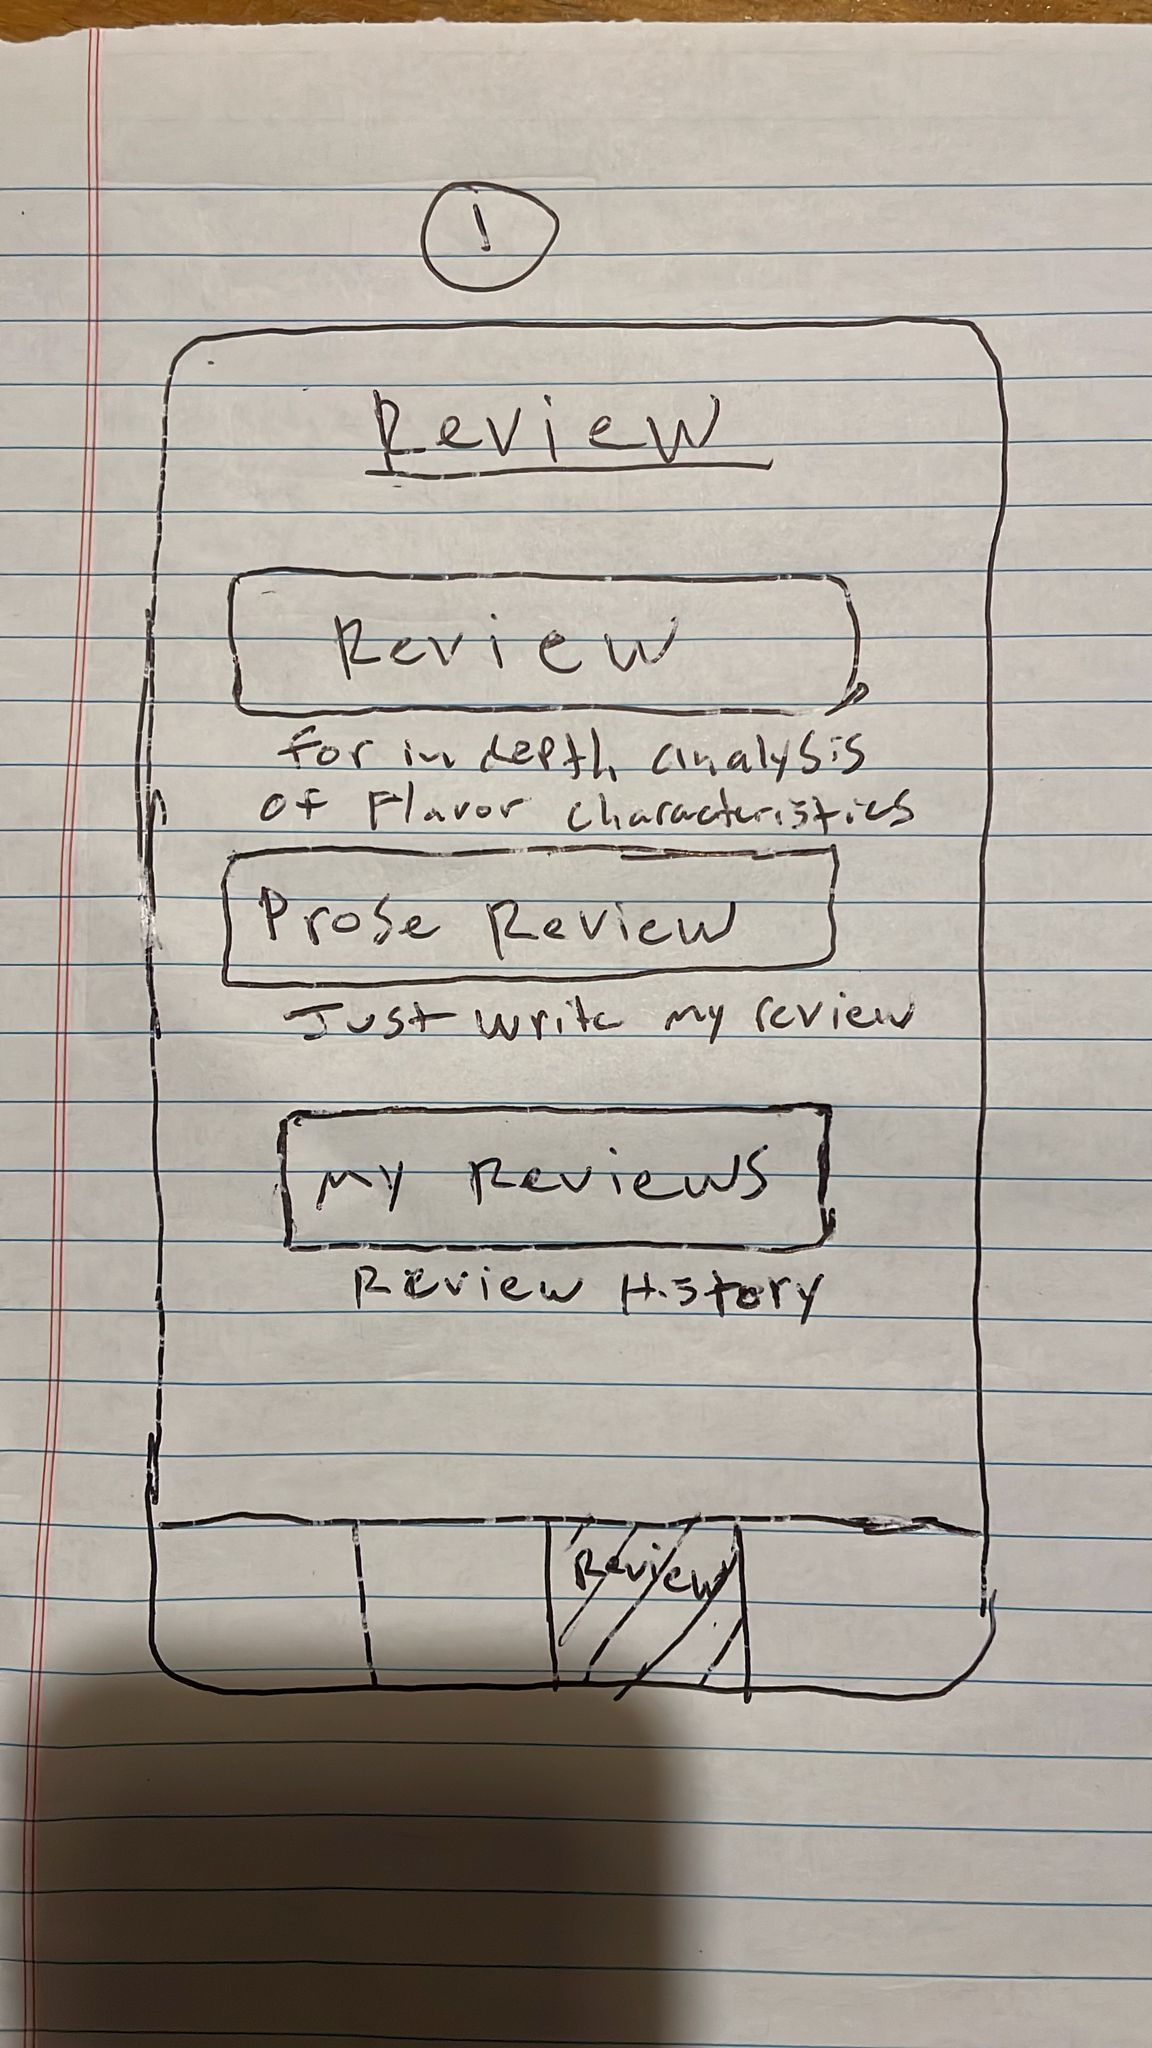 1
Review
Review
for in depth analysis
of Flavor characteristics
Prose Review
Just write my review
My Reviews
Review History
Review